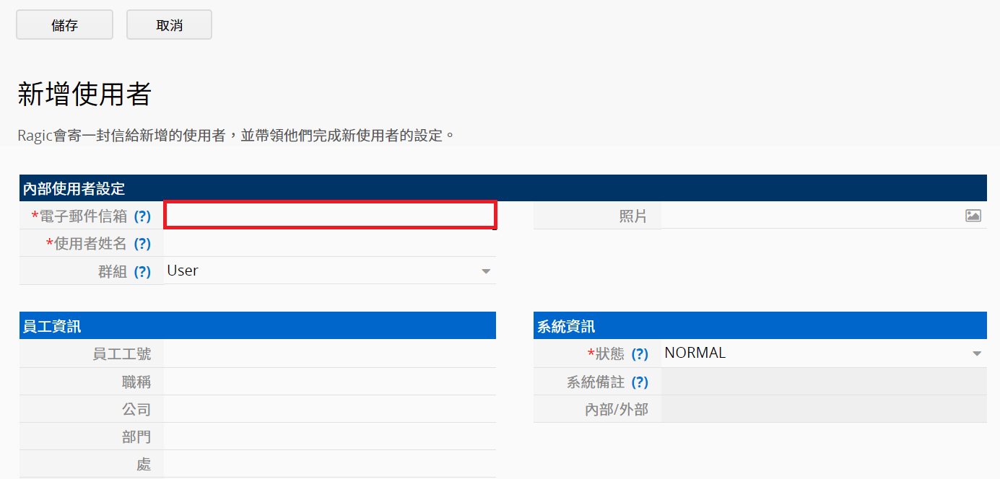 儲存 取消
新增使用者
Ragic會寄一封信給新增的使用者，並帶領他們完成新使用者的設定。
內部使用者設定
*電子郵件信箱 (?) 照片
*使用者姓名 (?)
群組 (?) User
員工資訊 系統資訊
員工工號 *狀態 (?) NORMAL
職稱 系統備註 (?)
公司 內部/外部
部門
處